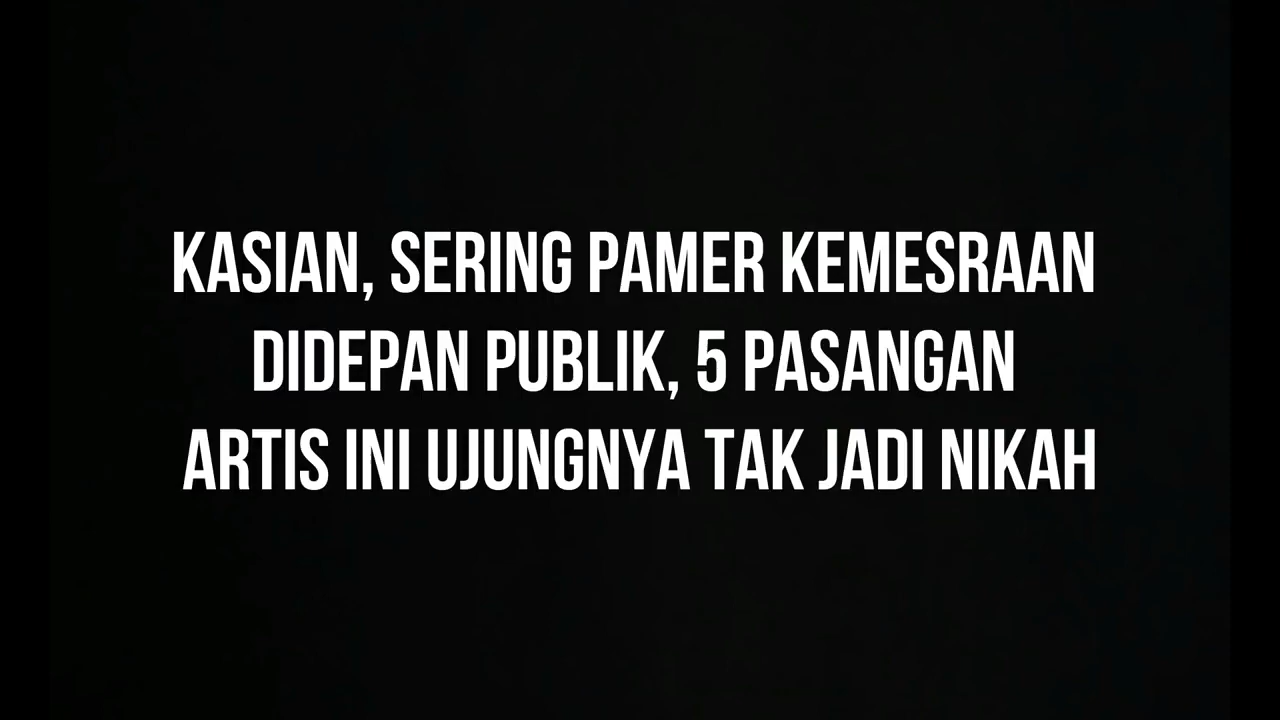 KASIAN, SERING PAMER KEMESRAAN
DIDEPAN PUBLIK, 5 PASANGAN
ARTIS INI UJUNGNYA TAK JADI NIKAH